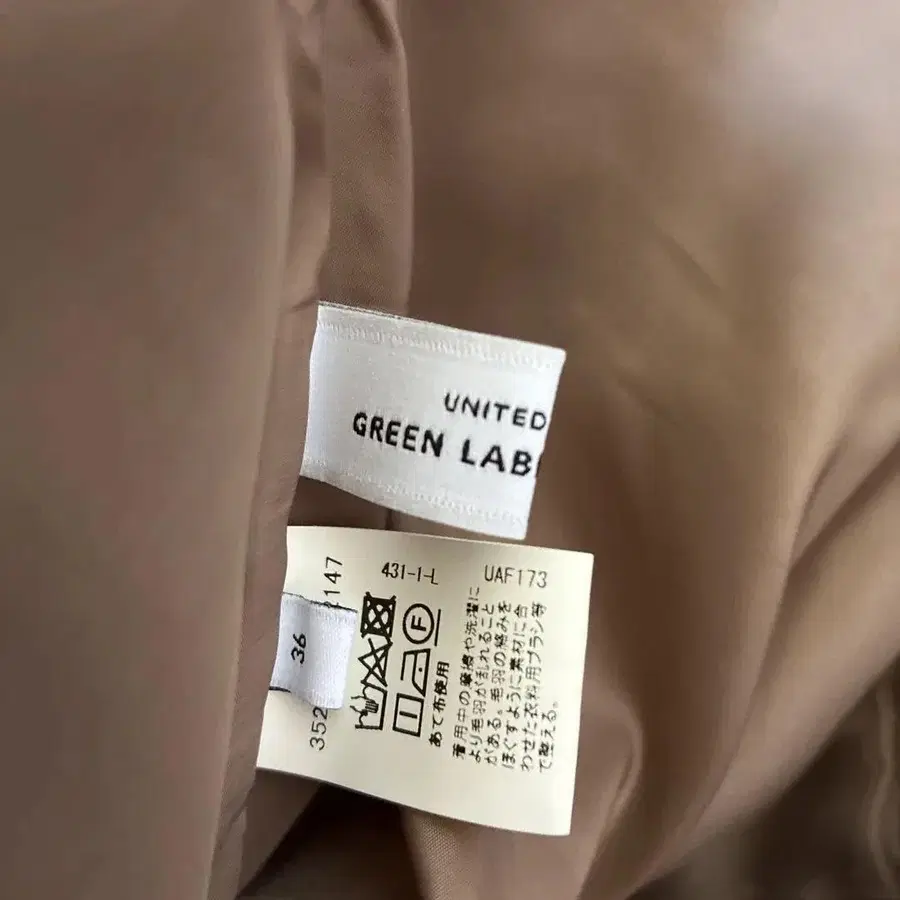 UNITED
GREEN LAB
36
352
147
431-1-L
UAF173
F
あて布使用
着用中の摩擦や洗濯に
より毛羽が乱れること
がある。毛羽の絡みを
ほぐすように素材に合
わせた衣料用ブラシ等
で整える。